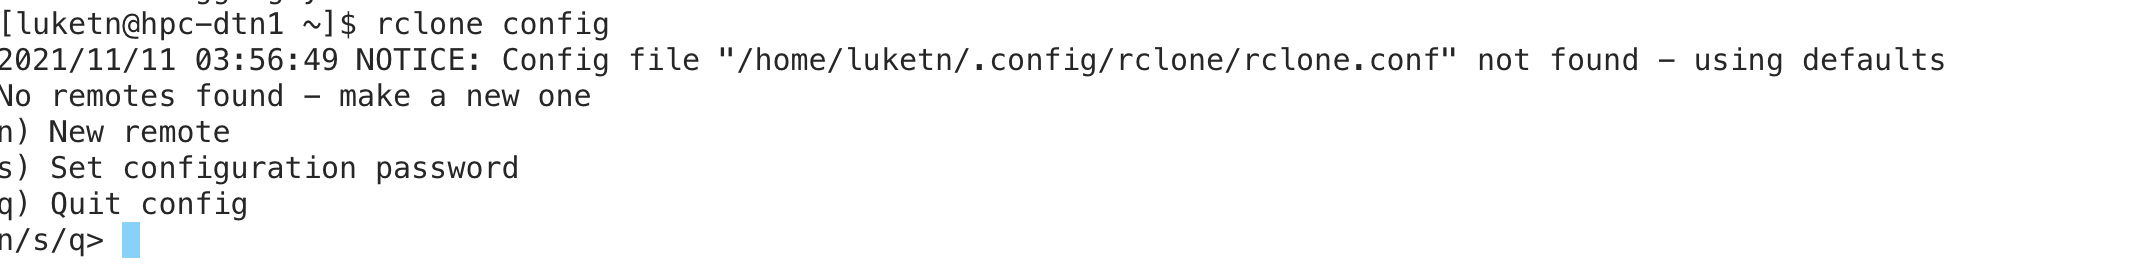 [luketn@hpc-dtn1 ~]$ rclone config
2021/11/11 03:56:49 NOTICE: Config file "/home/luketn/.config/rclone/rclone.conf" not found - using defaults
No remotes found - make a new one
n) New remote
s) Set configuration password
q) Quit config
n/s/q>